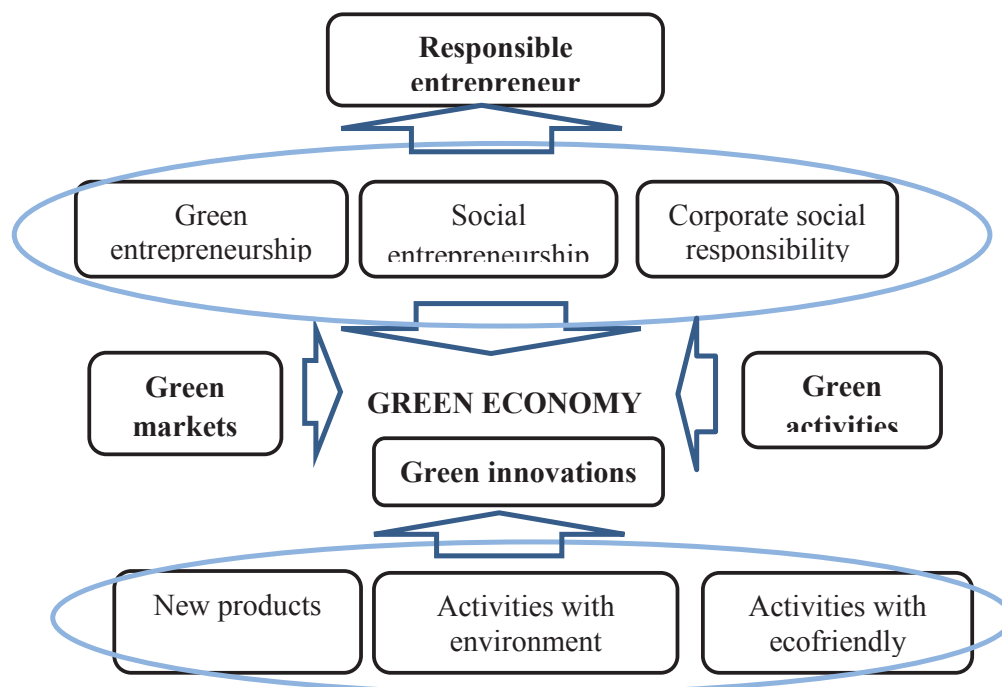 Responsible
entrepreneur
Green
entrepreneurship
Social
entrepreneurship
Corporate social
responsibility
Green
markets
GREEN ECONOMY
Green
activities
Green innovations
New products
Activities with
environment
Activities with
ecofriendly